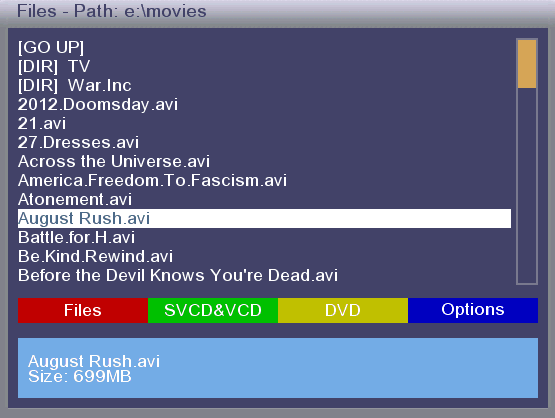 Files - Path: e:\movies
[GO UP]
[DIR] TV
[DIR] War.Inc
2012.Doomsday.avi
21.avi
27.Dresses.avi
Across the Universe.avi
America.Freedom.To.Fascism.avi
Atonement.avi
August Rush.avi
Battle.for.H.avi
Be.Kind.Rewind.avi
Before the Devil Knows You're Dead.avi
Files SVCD&VCD DVD Options
August Rush.avi
Size: 699MB